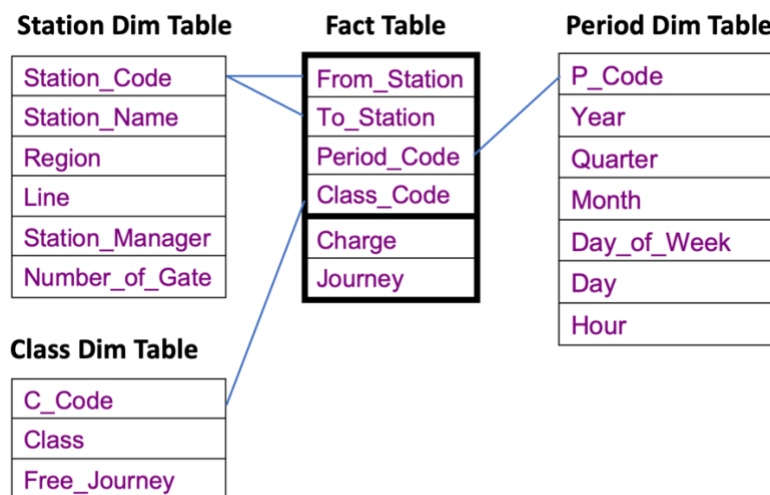 Station Dim Table
Station_Code
Station_Name
Region
Line
Station_Manager
Number_of_Gate
Class Dim Table
C_Code
Class
Free_Journey
Fact Table
From_Station
To_Station
Period_Code
Class_Code
Charge
Journey
Period Dim Table
P_Code
Year
Quarter
Month
Day_of_Week
Day
Hour